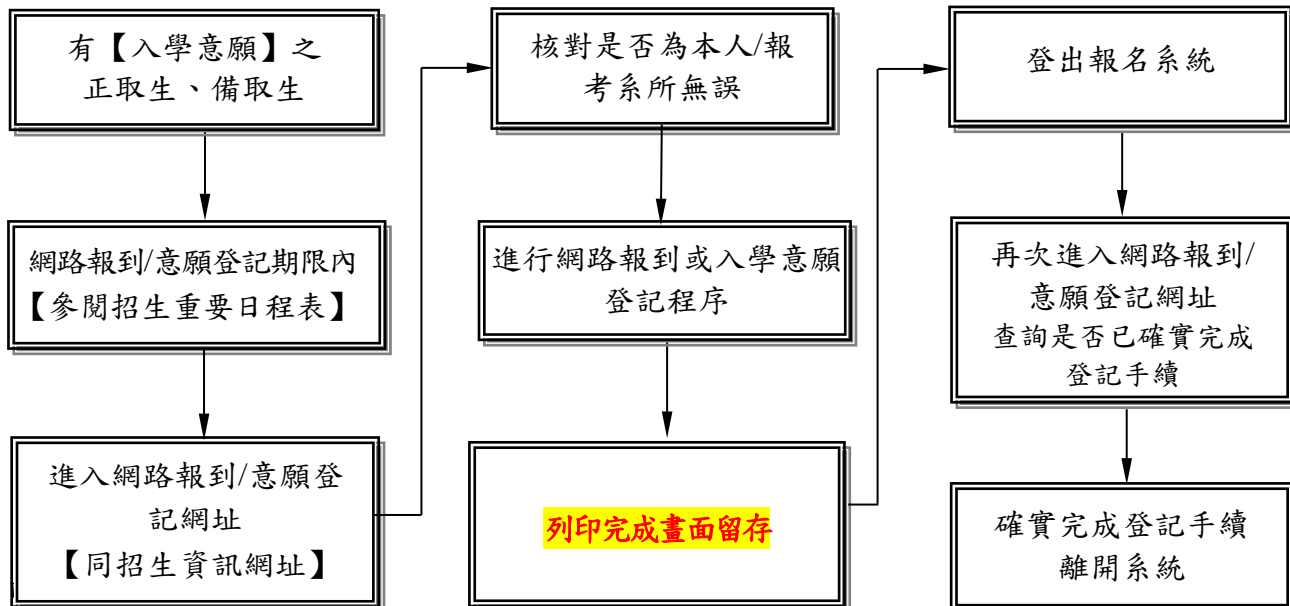 有【入學意願】之
正取生、備取生
網路報到/意願登記期限內
【參閱招生重要日程表】
進入網路報到/意願登
記網址
【同招生資訊網址】
核對是否為本人/報
考系所無誤
進行網路報到或入學意願
登記程序
列印完成畫面留存
登出報名系統
再次進入網路報到/
意願登記網址
查詢是否已確實完成
登記手續
確實完成登記手續
離開系統